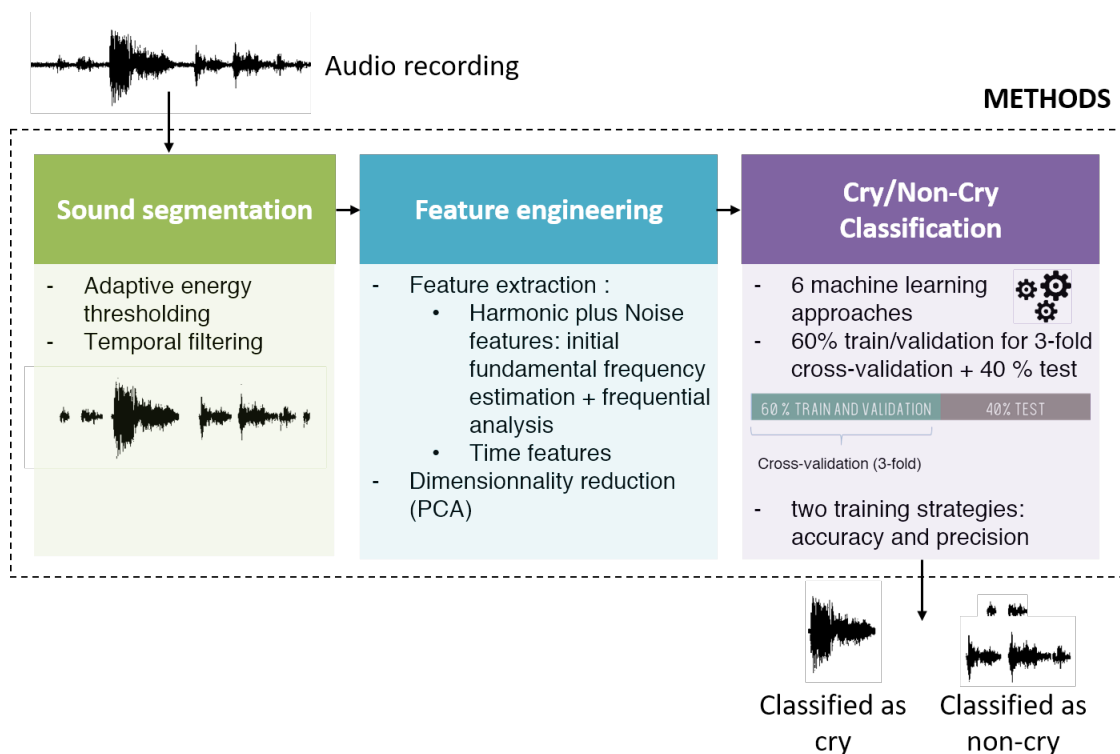 Audio recording
METHODS
Sound segmentation
- Adaptive energy
thresholding
- Temporal filtering
Feature engineering
- Feature extraction :
• Harmonic plus Noise
features: initial
fundamental frequency
estimation + frequential
analysis
• Time features
- Dimensionnality reduction
(PCA)
Cry/Non-Cry
Classification
- 6 machine learning
approaches
- 60% train/validation for 3-fold
cross-validation + 40 % test
60 % TRAIN AND VALIDATION 40% TEST
Cross-validation (3-fold)
- two training strategies:
accuracy and precision
Classified as
cry
Classified as
non-cry